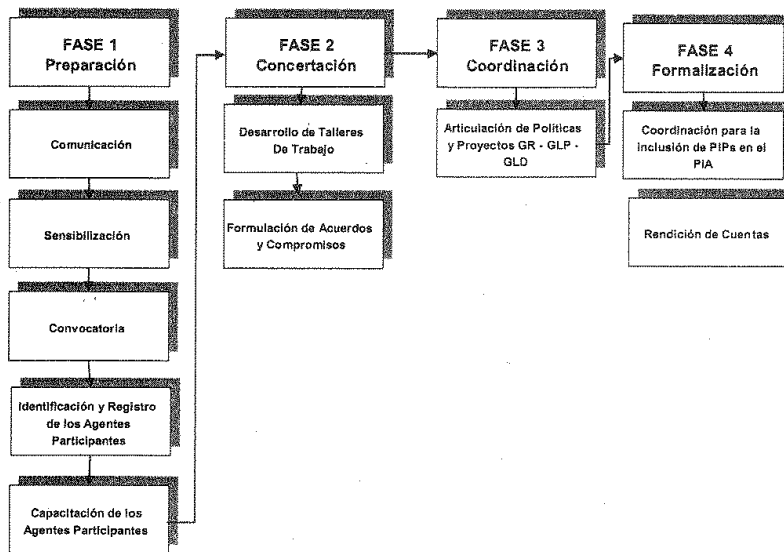 FASE 1
Preparación
Comunicación
Sensibilización
Convocatoria
Identificación y Registro
de los Agentes
Participantes
Capacitación de los
Agentes Participantes
FASE 2
Concertación
Desarrollo de Talleres
De Trabajo
Formulación de Acuerdos
y Compromisos
FASE 3
Coordinación
Articulación de Políticas
y Proyectos GR - GLP -
GLD
FASE 4
Formalización
Coordinación para la
inclusión de PIPs en el
PIA
Rendición de Cuentas